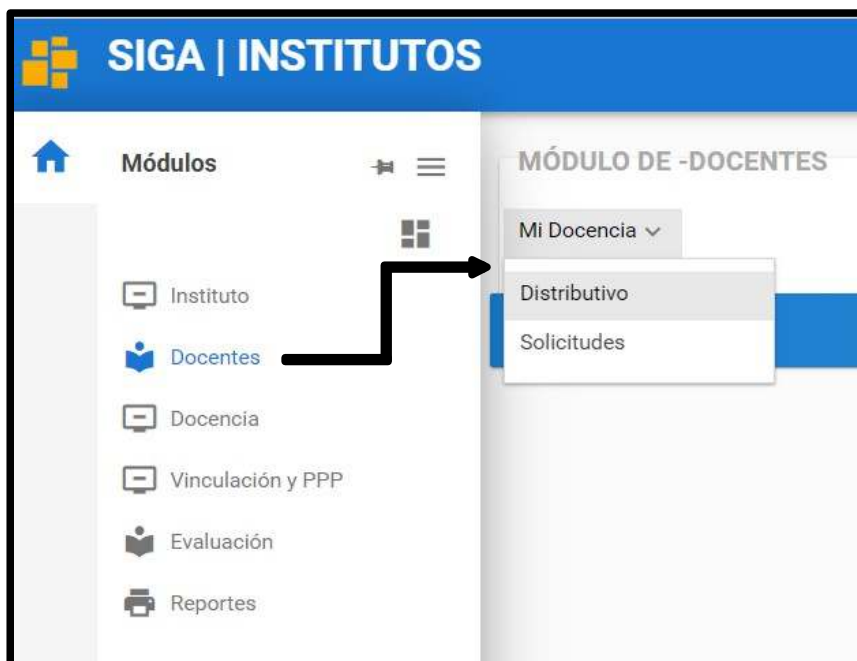 SIGA | INSTITUTOS
Módulos
Instituto
Docentes
Docencia
Vinculación y PPP
Evaluación
Reportes
MÓDULO DE -DOCENTES
Mi Docencia
Distributivo
Solicitudes